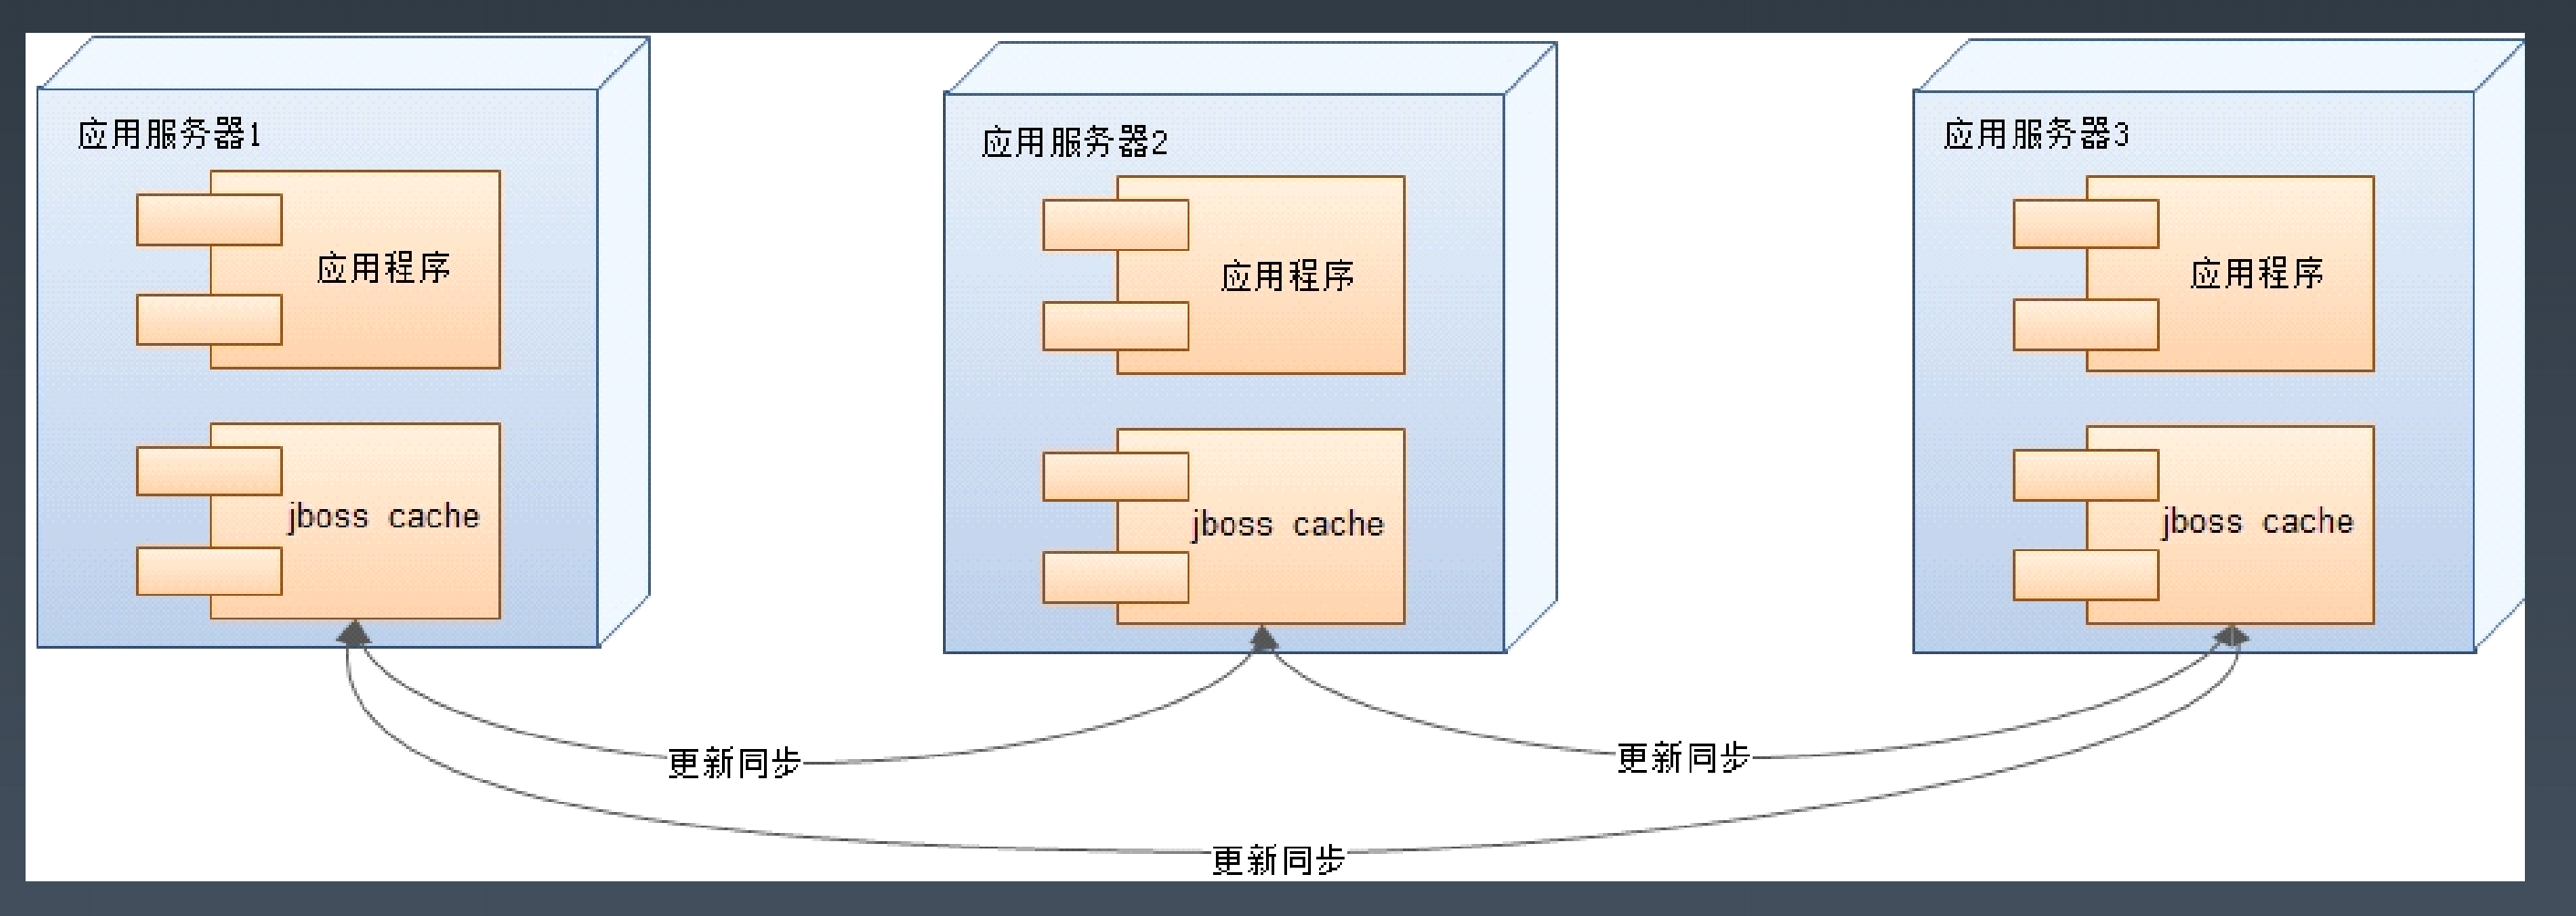 应用服务器1
应用程序
jboss cache
应用服务器2
应用程序
jboss cache
应用服务器3
应用程序
jboss cache
更新同步
更新同步
更新同步